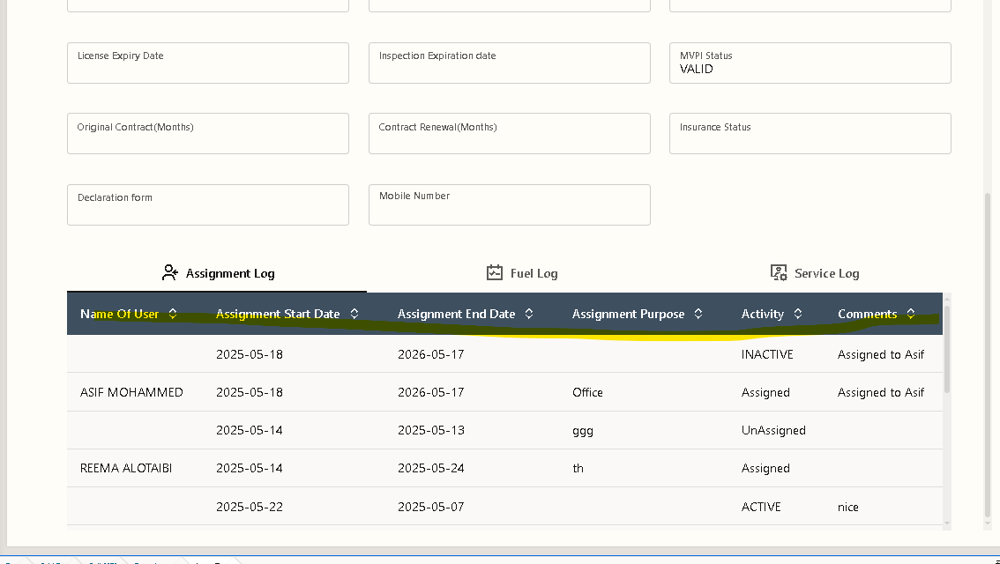 License Expiry Date Inspection Expiration date MVPI Status
VALID
Original Contract(Months) Contract Renewal(Months) Insurance Status
Declaration form Mobile Number
Assignment Log Fuel Log Service Log
Name Of User Assignment Start Date Assignment End Date Assignment Purpose Activity Comments
2025-05-18 2026-05-17 INACTIVE Assigned to Asif
ASIF MOHAMMED 2025-05-18 2026-05-17 Office Assigned Assigned to Asif
2025-05-14 2025-05-13 ggg UnAssigned
REEMA ALOTAIBI 2025-05-14 2025-05-24 th Assigned
2025-05-22 2025-05-07 ACTIVE nice